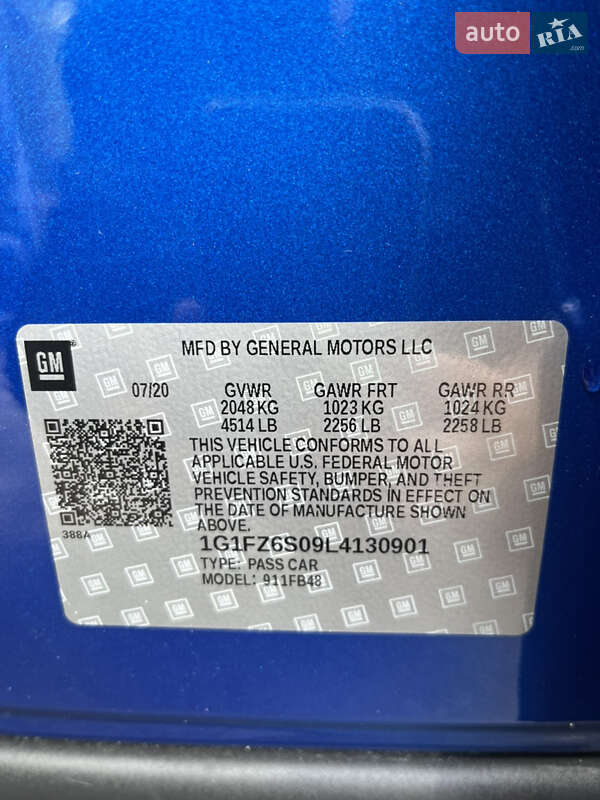 auto RIA.com
GM MFD BY GENERAL MOTORS LLC
07/20 GVWR GAWR FRT GAWR RR
2048 KG 1023 KG 1024 KG
4514 LB 2256 LB 2258 LB
THIS VEHICLE CONFORMS TO ALL
APPLICABLE U.S. FEDERAL MOTOR
VEHICLE SAFETY, BUMPER, AND THEFT
PREVENTION STANDARDS IN EFFECT ON
THE DATE OF MANUFACTURE SHOWN
ABOVE.
388A
1G1FZ6S09L4130901
TYPE: PASS CAR
MODEL: 911FB48